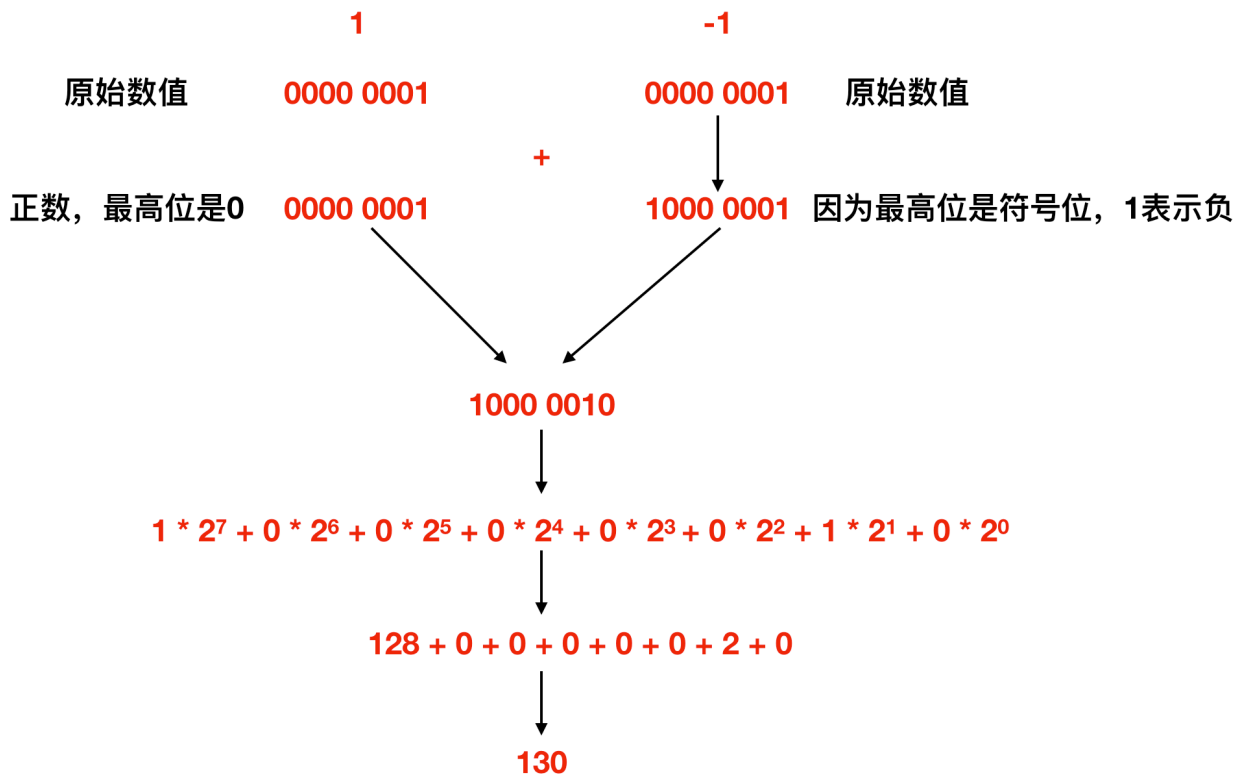 1 -1
原始数值 0000 0001 0000 0001 原始数值
+
正数，最高位是0 0000 0001 1000 0001 因为最高位是符号位，1表示负
1000 0010
1 * 2⁷ + 0 * 2⁶ + 0 * 2⁵ + 0 * 2⁴ + 0 * 2³ + 0 * 2² + 1 * 2¹ + 0 * 2⁰
128 + 0 + 0 + 0 + 0 + 0 + 2 + 0
130